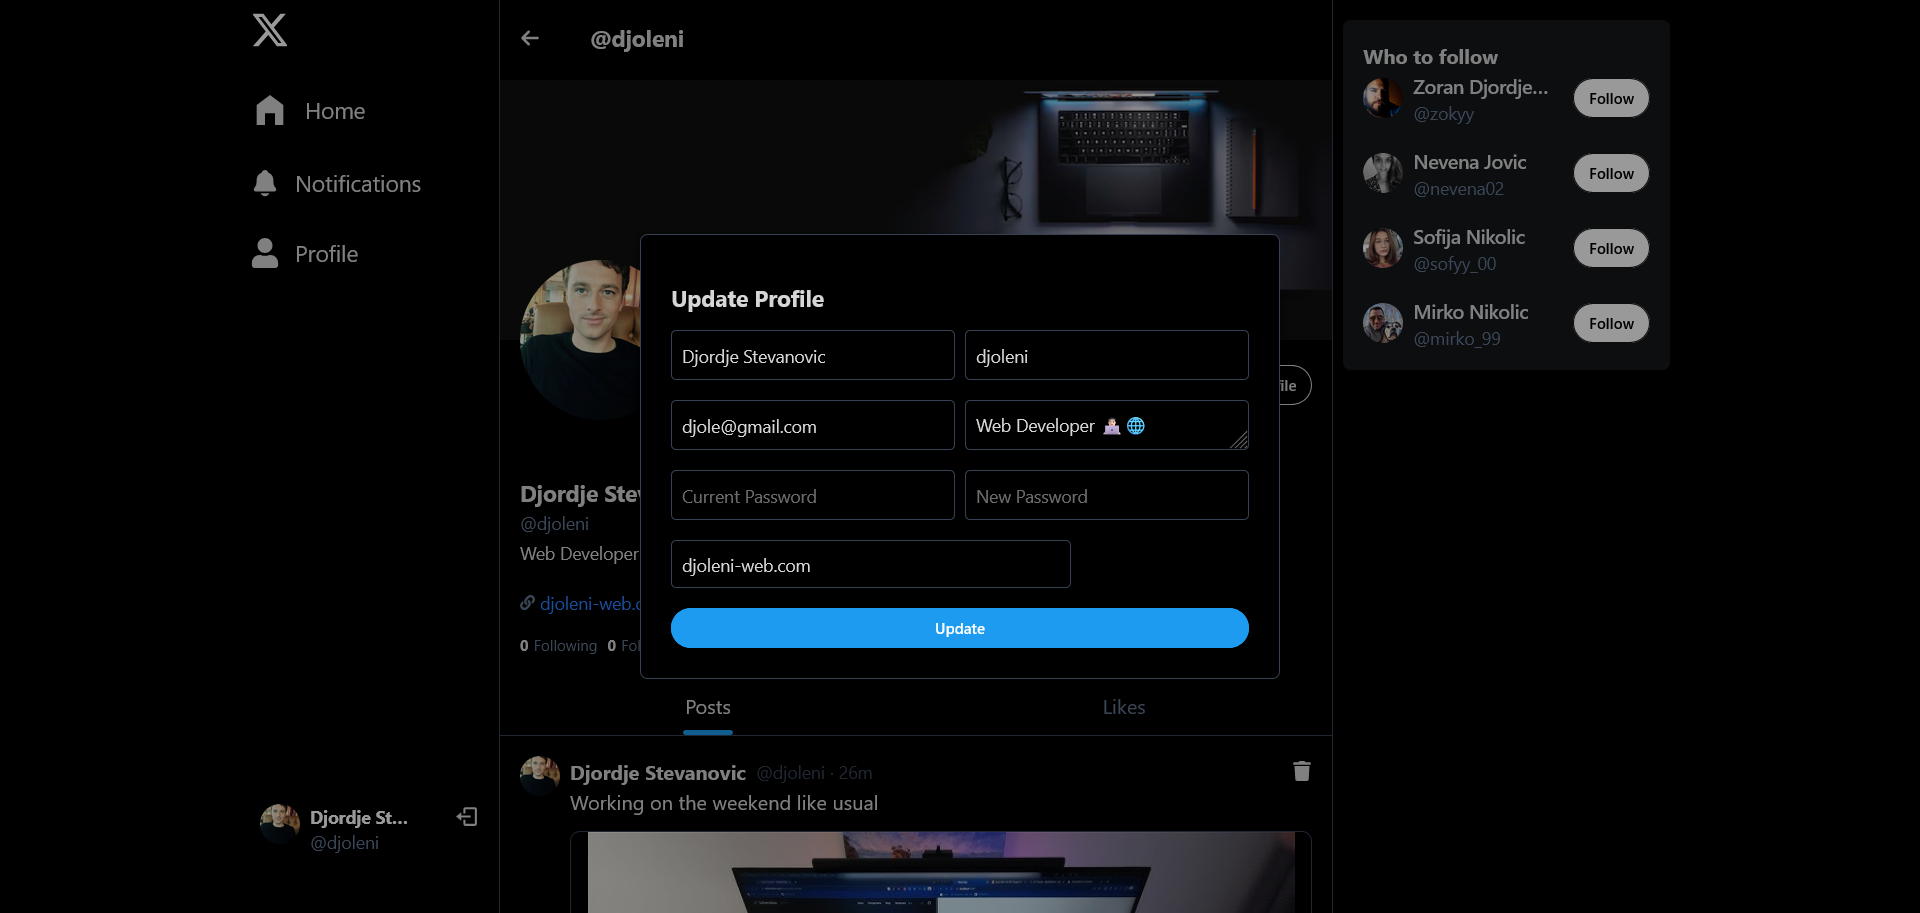 Home
Notifications
Profile
Djordje St...
@djoleni
@djoleni
Update Profile
Djordje Stevanovic
djoleni
djole@gmail.com
Web Developer 👨🏻‍💻 🌐
Current Password
New Password
djoleni-web.com
Update
Djordje
@djoleni
Web Developer
djoleni-web.
0 Following 0
Posts
Likes
Djordje Stevanovic @djoleni · 26m
Working on the weekend like usual
Who to follow
Zoran Djordje...
@zokyy
Follow
Nevena Jovic
@nevena02
Follow
Sofija Nikolic
@sofyy_00
Follow
Mirko Nikolic
@mirko_99
Follow